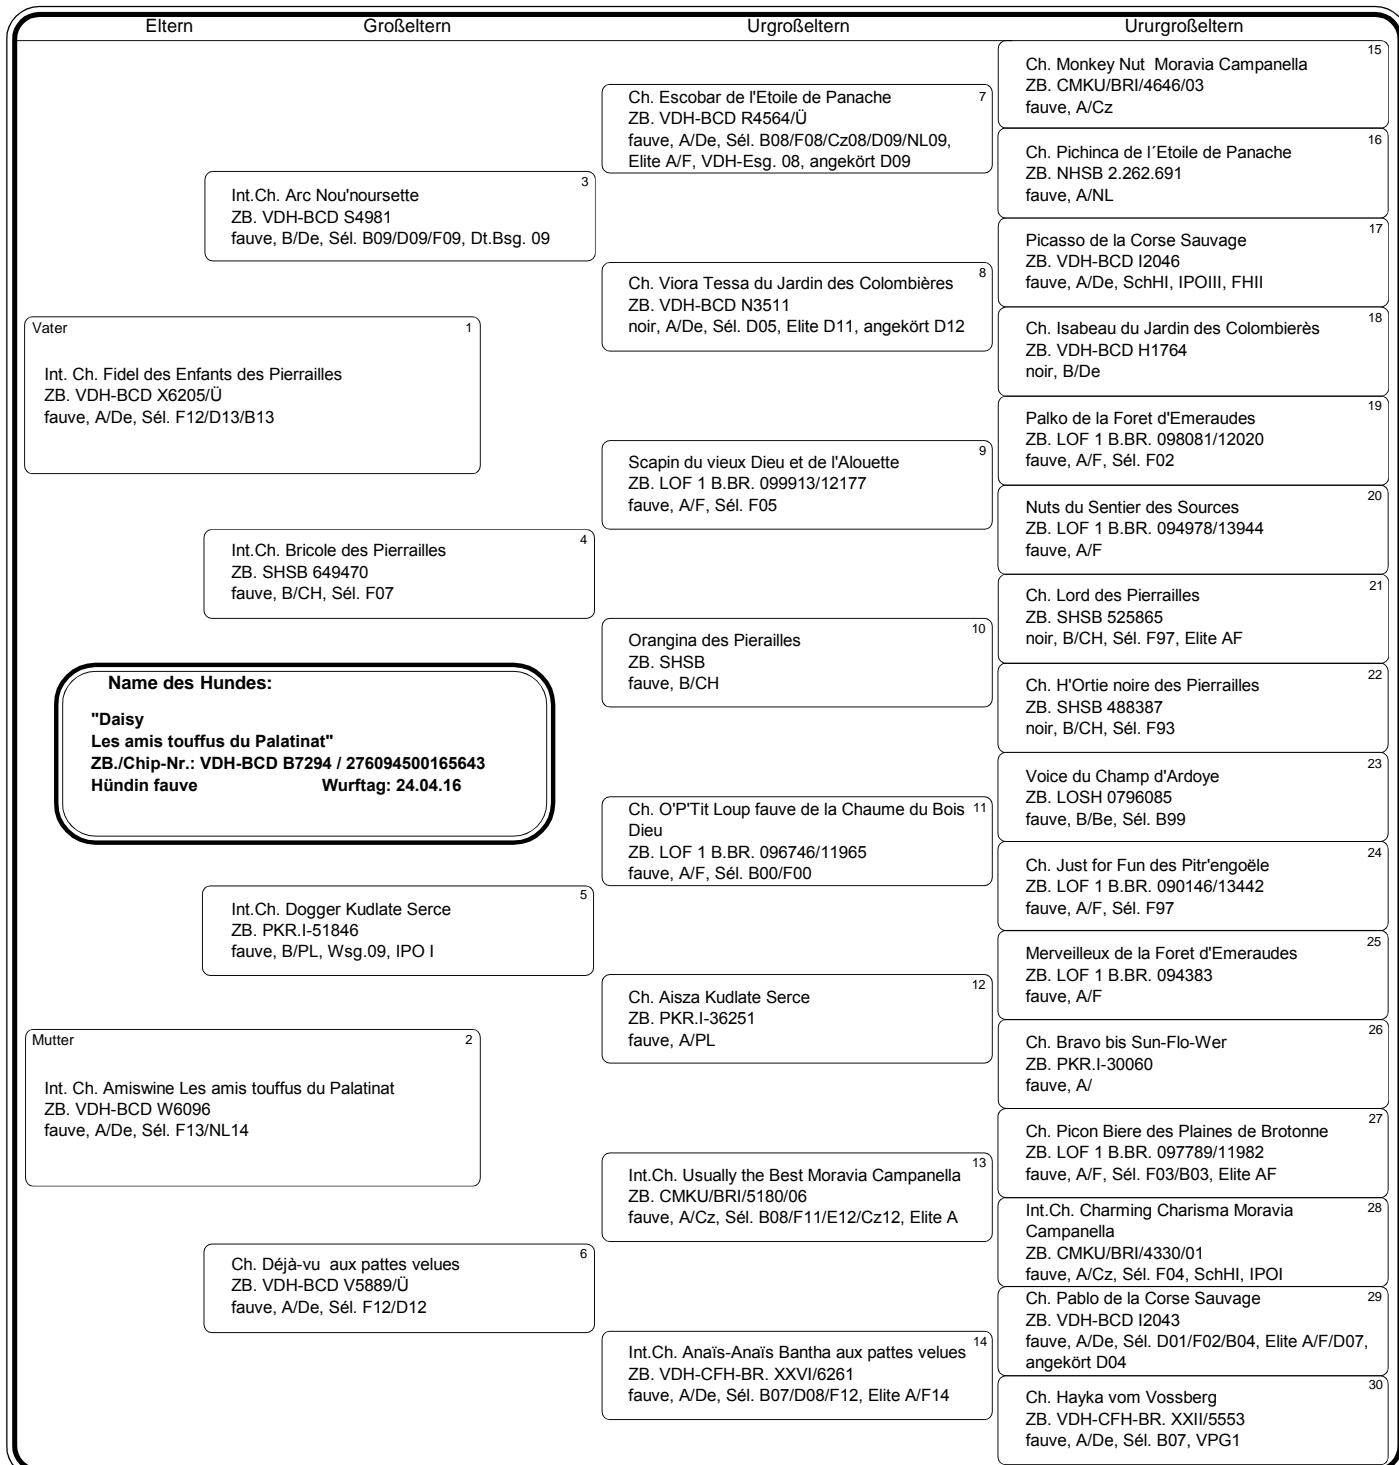 Eltern Großeltern Urgroßeltern Ururgroßeltern
Vater 1
Int. Ch. Fidel des Enfants des Pierrailles
ZB. VDH-BCD X6205/Ü
fauve, A/De, Sél. F12/D13/B13
Mutter 2
Int. Ch. Amiswine Les amis touffus du Palatinat
ZB. VDH-BCD W6096
fauve, A/De, Sél. F13/NL14
Name des Hundes:
"Daisy
Les amis touffus du Palatinat"
ZB./Chip-Nr.: VDH-BCD B7294 / 276094500165643
Hündin fauve Wurftag: 24.04.16
3
Int.Ch. Arc Nou'noursette
ZB. VDH-BCD S4981
fauve, B/De, Sél. B09/D09/F09, Dt.Bsg. 09
4
Int.Ch. Bricole des Pierrailles
ZB. SHSB 649470
fauve, B/CH, Sél. F07
5
Int.Ch. Dogger Kudlate Serce
ZB. PKR.I-51846
fauve, B/PL, Wsg.09, IPO I
6
Ch. Déjà-vu aux pattes velues
ZB. VDH-BCD V5889/Ü
fauve, A/De, Sél. F12/D12
Ch. Escobar de l'Etoile de Panache 7
ZB. VDH-BCD R4564/Ü
fauve, A/De, Sél. B08/F08/Cz08/D09/NL09,
Elite A/F, VDH-Esg. 08, angekört D09
8
Ch. Viora Tessa du Jardin des Colombières
ZB. VDH-BCD N3511
noir, A/De, Sél. D05, Elite D11, angekört D12
9
Scapin du vieux Dieu et de l'Alouette
ZB. LOF 1 B.BR. 099913/12177
fauve, A/F, Sél. F05
10
Orangina des Pierailles
ZB. SHSB
fauve, B/CH
Ch. O'P'Tit Loup fauve de la Chaume du Bois 11
Dieu
ZB. LOF 1 B.BR. 096746/11965
fauve, A/F, Sél. B00/F00
12
Ch. Aisza Kudlate Serce
ZB. PKR.I-36251
fauve, A/PL
Int.Ch. Usually the Best Moravia Campanella 13
ZB. CMKU/BRI/5180/06
fauve, A/Cz, Sél. B08/F11/E12/Cz12, Elite A
Int.Ch. Anaïs-Anaïs Bantha aux pattes velues 14
ZB. VDH-CFH-BR. XXVI/6261
fauve, A/De, Sél. B07/D08/F12, Elite A/F14
15
Ch. Monkey Nut Moravia Campanella
ZB. CMKU/BRI/4646/03
fauve, A/Cz
16
Ch. Pichinca de l´Etoile de Panache
ZB. NHSB 2.262.691
fauve, A/NL
17
Picasso de la Corse Sauvage
ZB. VDH-BCD I2046
fauve, A/De, SchHI, IPOIII, FHII
18
Ch. Isabeau du Jardin des Colombierès
ZB. VDH-BCD H1764
noir, B/De
19
Palko de la Foret d'Emeraudes
ZB. LOF 1 B.BR. 098081/12020
fauve, A/F, Sél. F02
20
Nuts du Sentier des Sources
ZB. LOF 1 B.BR. 094978/13944
fauve, A/F
21
Ch. Lord des Pierrailles
ZB. SHSB 525865
noir, B/CH, Sél. F97, Elite AF
22
Ch. H'Ortie noire des Pierrailles
ZB. SHSB 488387
noir, B/CH, Sél. F93
23
Voice du Champ d'Ardoye
ZB. LOSH 0796085
fauve, B/Be, Sél. B99
24
Ch. Just for Fun des Pitr'engoële
ZB. LOF 1 B.BR. 090146/13442
fauve, A/F, Sél. F97
25
Merveilleux de la Foret d'Emeraudes
ZB. LOF 1 B.BR. 094383
fauve, A/F
26
Ch. Bravo bis Sun-Flo-Wer
ZB. PKR.I-30060
fauve, A/
27
Ch. Picon Biere des Plaines de Brotonne
ZB. LOF 1 B.BR. 097789/11982
fauve, A/F, Sél. F03/B03, Elite AF
Int.Ch. Charming Charisma Moravia 28
Campanella
ZB. CMKU/BRI/4330/01
fauve, A/Cz, Sél. F04, SchHI, IPOI
Ch. Pablo de la Corse Sauvage 29
ZB. VDH-BCD I2043
fauve, A/De, Sél. D01/F02/B04, Elite A/F/D07,
angekört D04
30
Ch. Hayka vom Vossberg
ZB. VDH-CFH-BR. XXII/5553
fauve, A/De, Sél. B07, VPG1